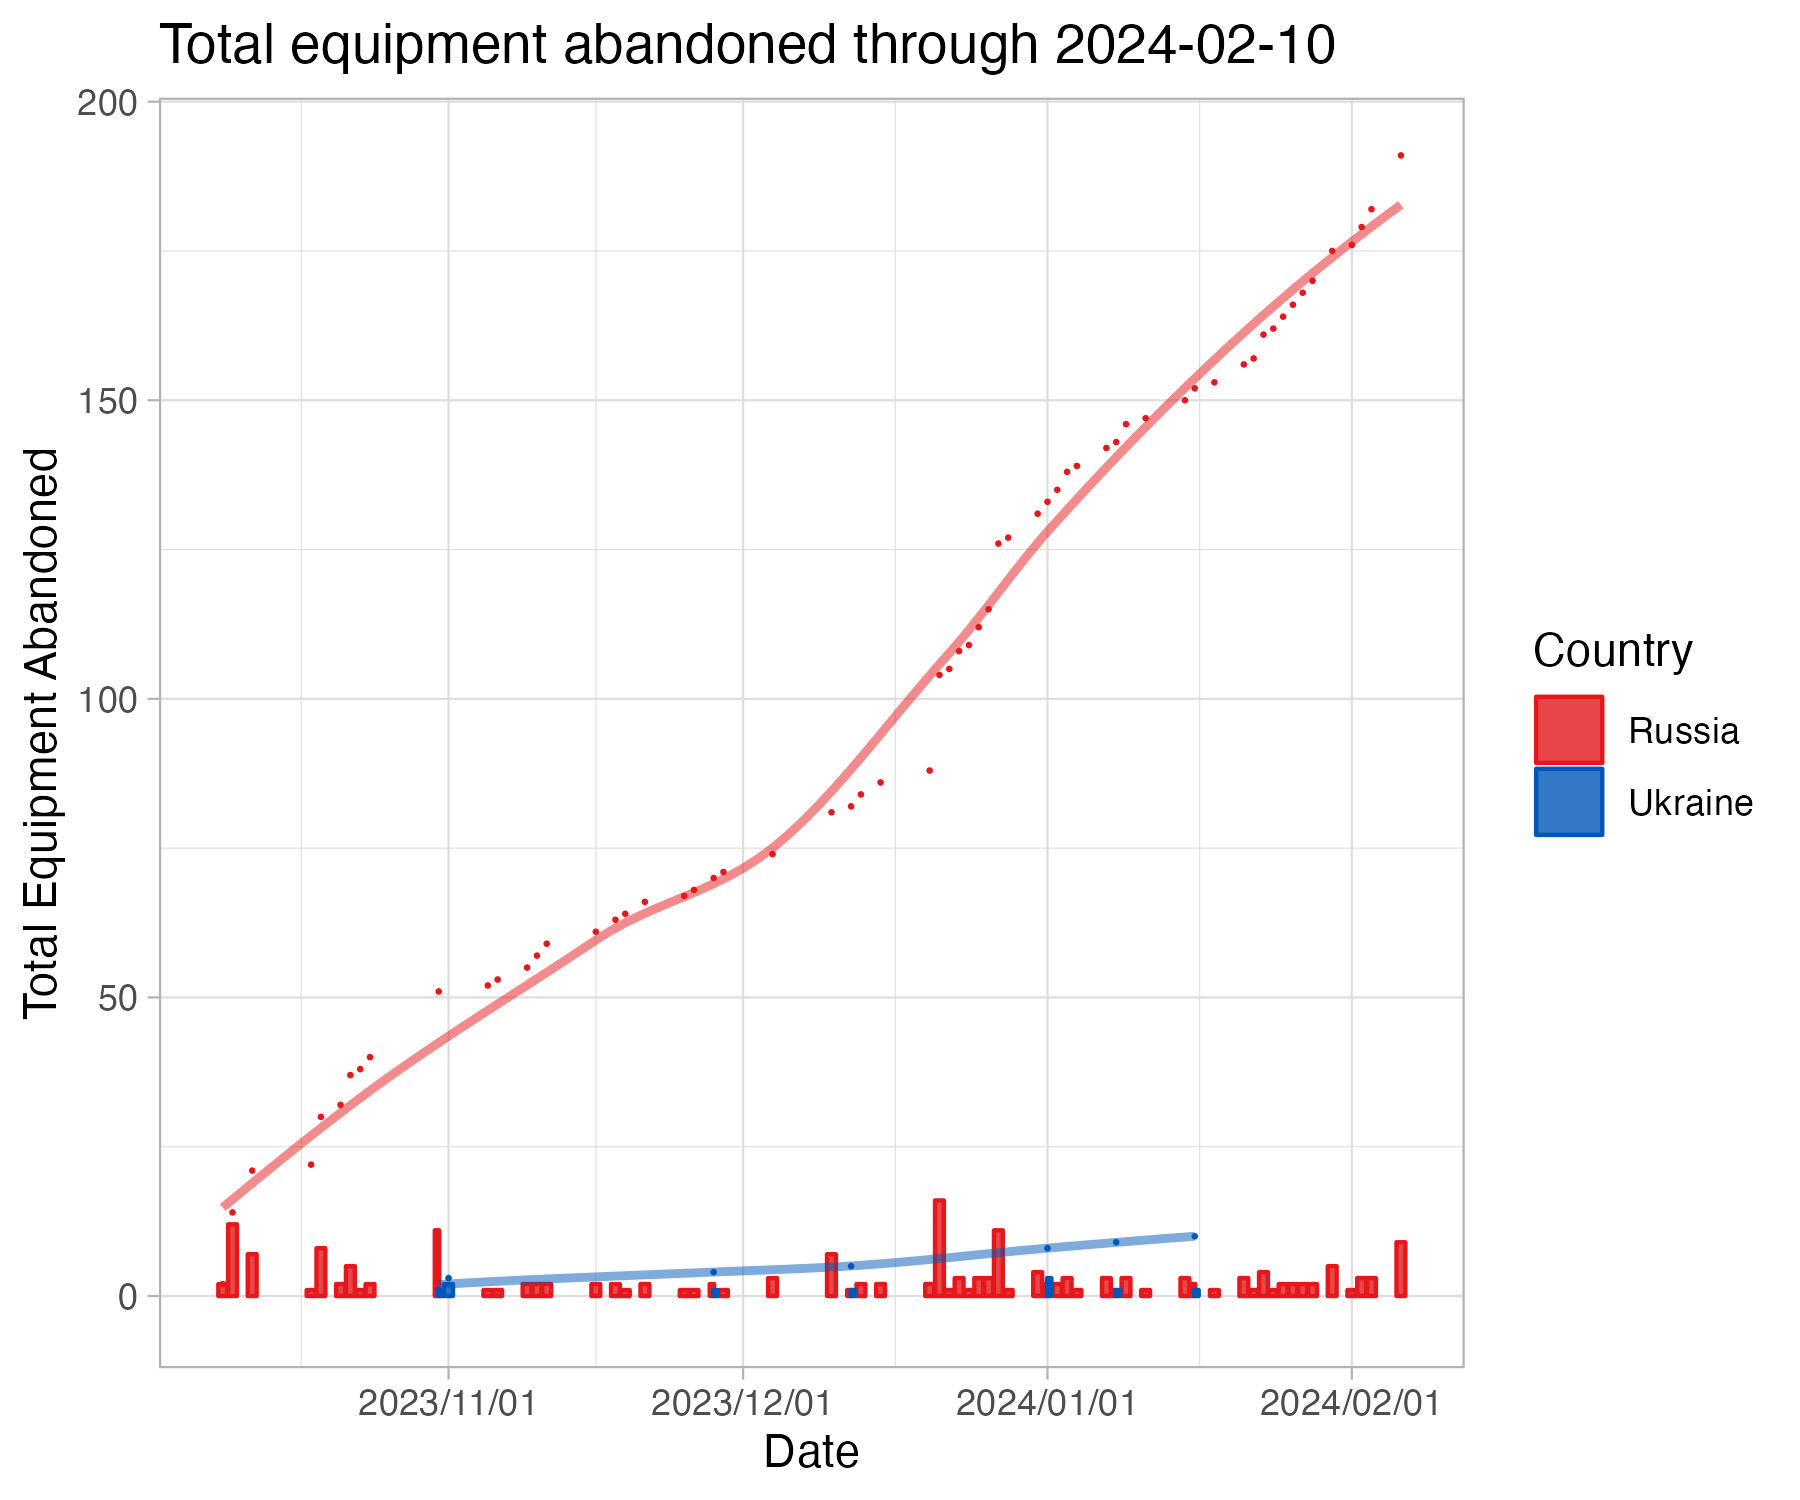 Total equipment abandoned through 2024-02-10
Total Equipment Abandoned
200
150
100
50
0
2023/11/01
2023/12/01
2024/01/01
2024/02/01
Date
Country
Russia
Ukraine